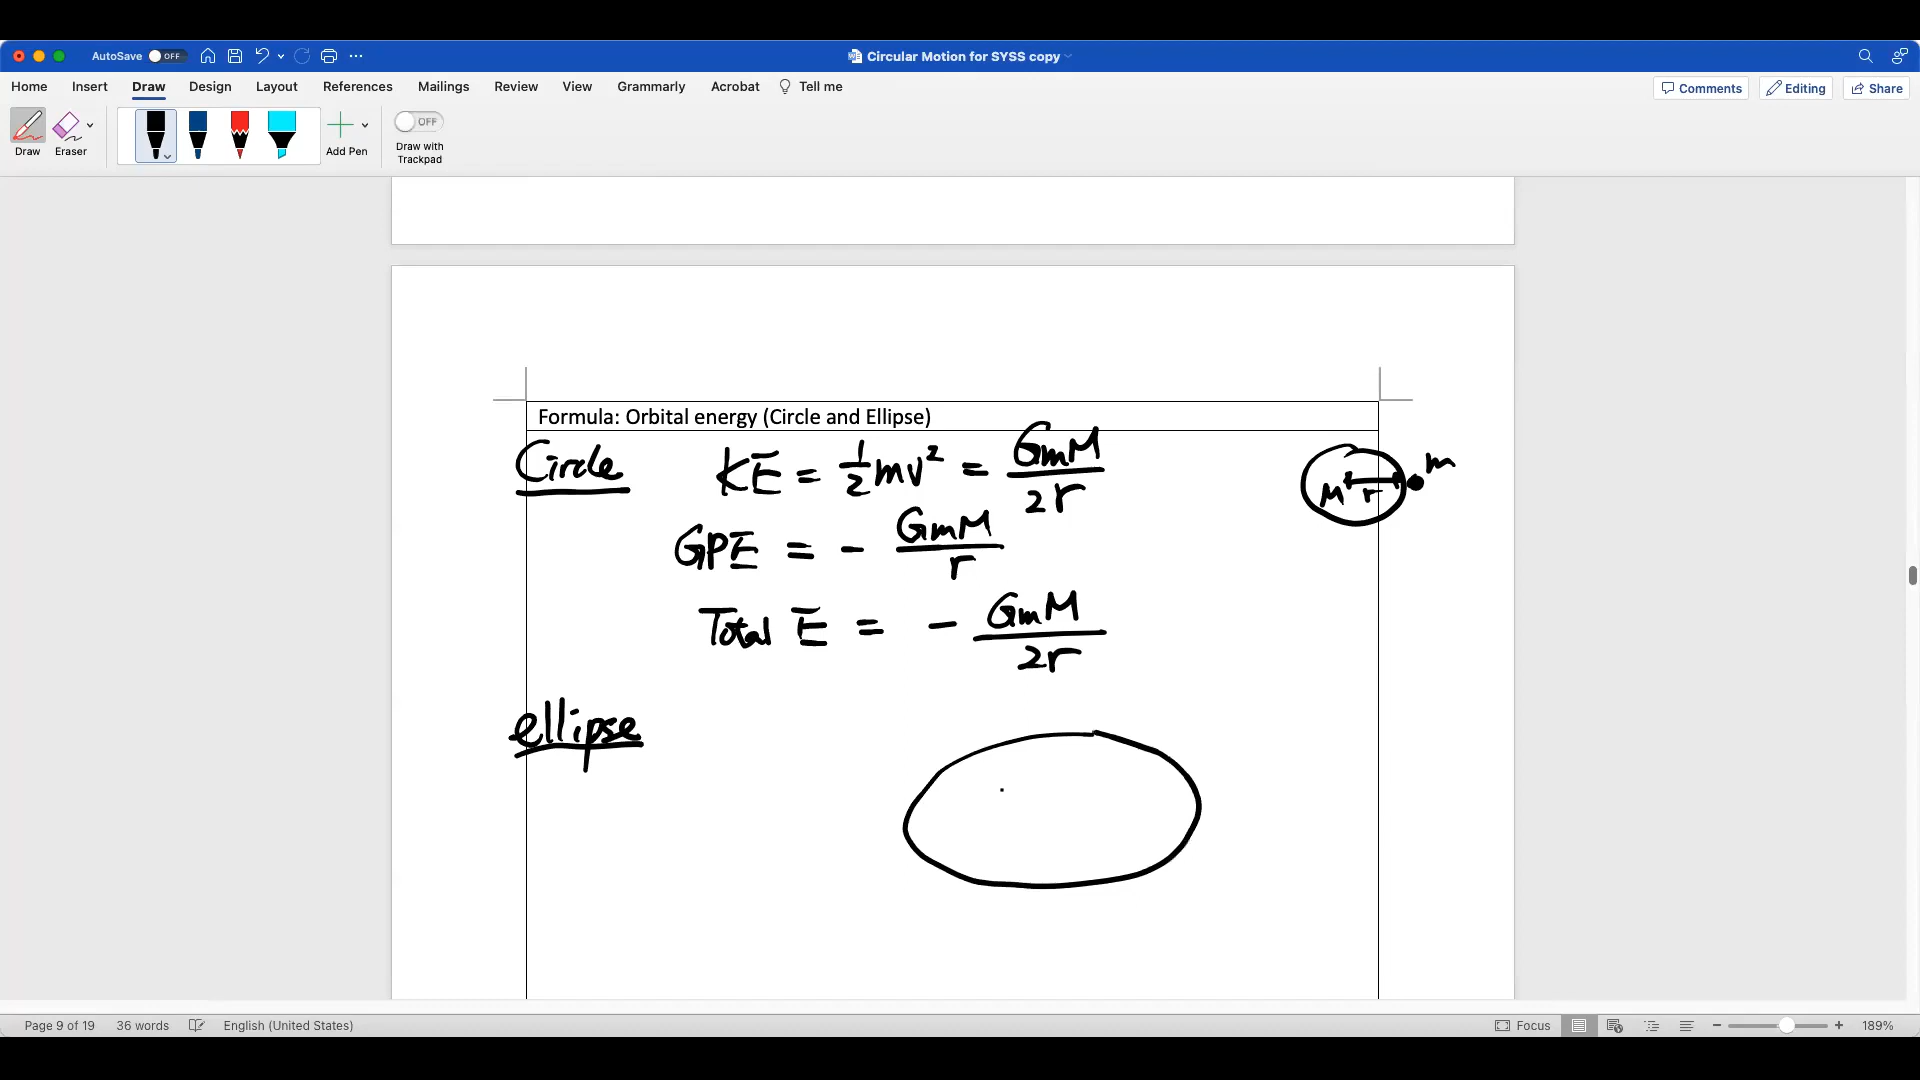 AutoSave OFF
Circular Motion for SYSS copy
Home Insert Draw Design Layout References Mailings Review View Grammarly Acrobat Tell me
Comments Editing Share
OFF
Draw Eraser Add Pen Draw with Trackpad
Formula: Orbital energy (Circle and Ellipse)
Circle KE = 1/2 mv² = GmM/2r
M r m
GPE = - GmM/r
Total E = - GmM/2r
ellipse
Page 9 of 19 36 words English (United States) Focus 189%